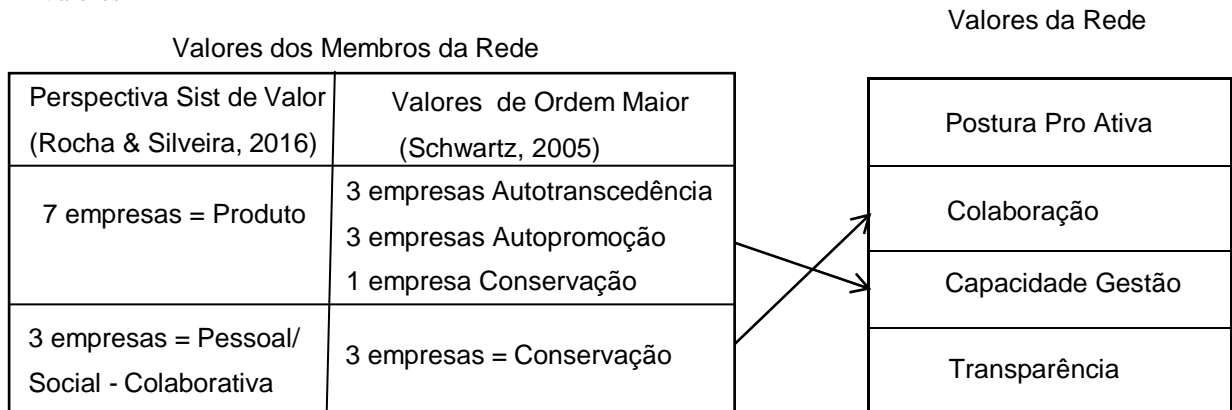 Valores da Rede
Valores dos Membros da Rede
Perspectiva Sist de Valor
(Rocha & Silveira, 2016)
Valores de Ordem Maior
(Schwartz, 2005)
7 empresas = Produto
3 empresas Autotranscedência
3 empresas Autopromoção
1 empresa Conservação
3 empresas = Pessoal/
Social - Colaborativa
3 empresas = Conservação
Postura Pro Ativa
Colaboração
Capacidade Gestão
Transparência